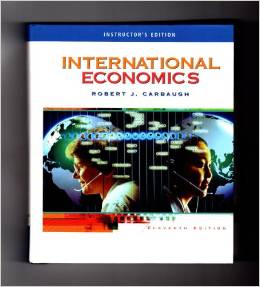 INSTRUCTOR'S EDITION
INTERNATIONAL
ECONOMICS
ROBERT J. CARBAUGH
ELEVENTH EDITION